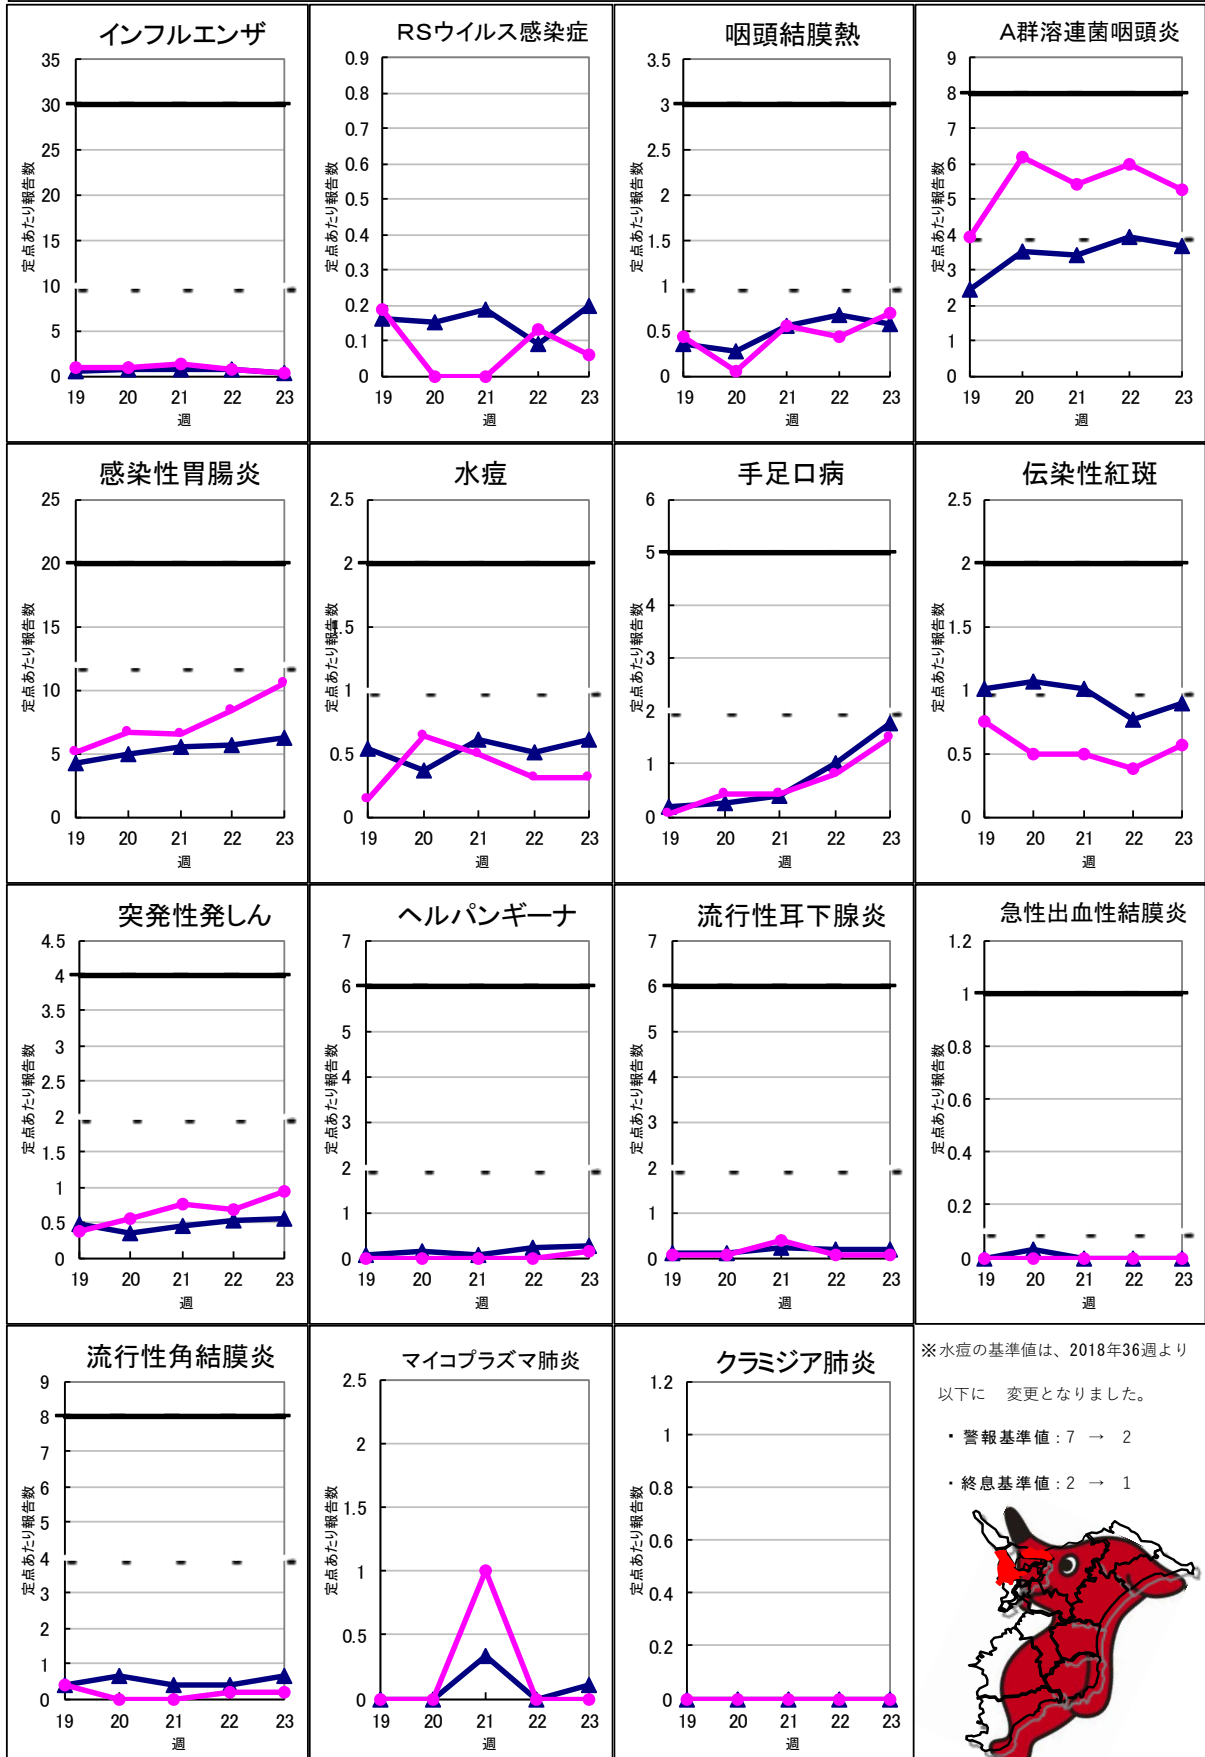 インフルエンザ
35
30
25
20
15
10
5
0
19 20 21 22 23
週
定点あたり報告数
RSウイルス感染症
0.9
0.8
0.7
0.6
0.5
0.4
0.3
0.2
0.1
0
19 20 21 22 23
週
定点あたり報告数
咽頭結膜熱
3.5
3
2.5
2
1.5
1
0.5
0
19 20 21 22 23
週
定点あたり報告数
A群溶連菌咽頭炎
9
8
7
6
5
4
3
2
1
0
19 20 21 22 23
週
定点あたり報告数
感染性胃腸炎
25
20
15
10
5
0
19 20 21 22 23
週
定点あたり報告数
水痘
2.5
2
1.5
1
0.5
0
19 20 21 22 23
週
定点あたり報告数
手足口病
6
5
4
3
2
1
0
19 20 21 22 23
週
定点あたり報告数
伝染性紅斑
2.5
2
1.5
1
0.5
0
19 20 21 22 23
週
定点あたり報告数
突発性発しん
4.5
4
3.5
3
2.5
2
1.5
1
0.5
0
19 20 21 22 23
週
定点あたり報告数
ヘルパンギーナ
7
6
5
4
3
2
1
0
19 20 21 22 23
週
定点あたり報告数
流行性耳下腺炎
7
6
5
4
3
2
1
0
19 20 21 22 23
週
定点あたり報告数
急性出血性結膜炎
1.2
1
0.8
0.6
0.4
0.2
0
19 20 21 22 23
週
定点あたり報告数
流行性角結膜炎
9
8
7
6
5
4
3
2
1
0
19 20 21 22 23
週
定点あたり報告数
マイコプラズマ肺炎
2.5
2
1.5
1
0.5
0
19 20 21 22 23
週
定点あたり報告数
クラミジア肺炎
1.2
1
0.8
0.6
0.4
0.2
0
19 20 21 22 23
週
定点あたり報告数
※水痘の基準値は、2018年36週より
以下に 変更となりました。
・警報基準値：7 → 2
・終息基準値：2 → 1